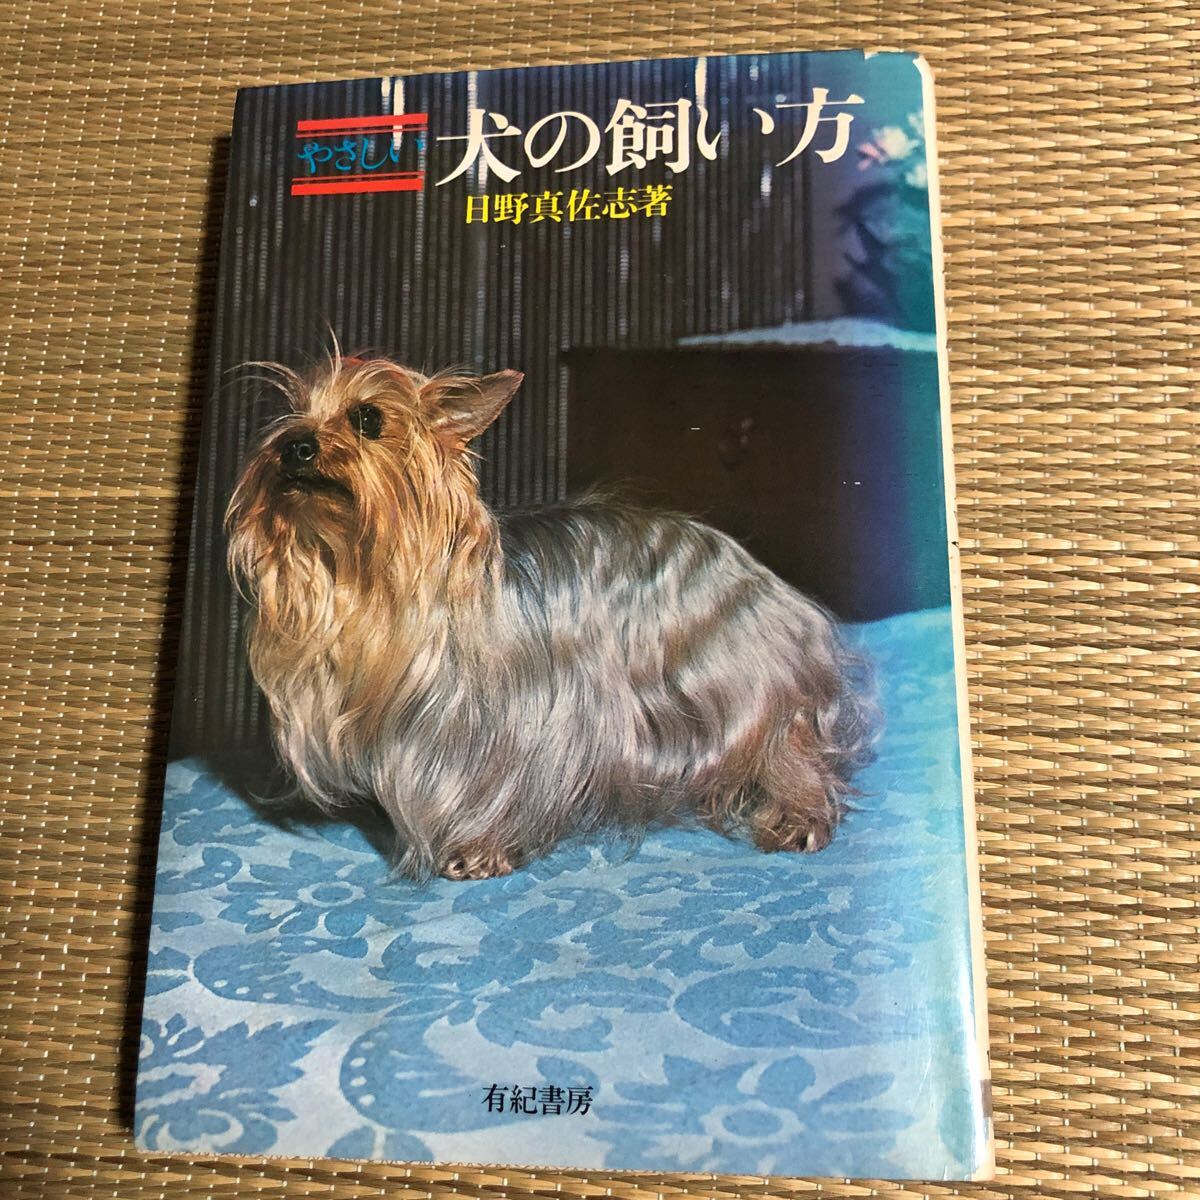 やさしい 犬の飼い方
日野真佐志著
有紀書房